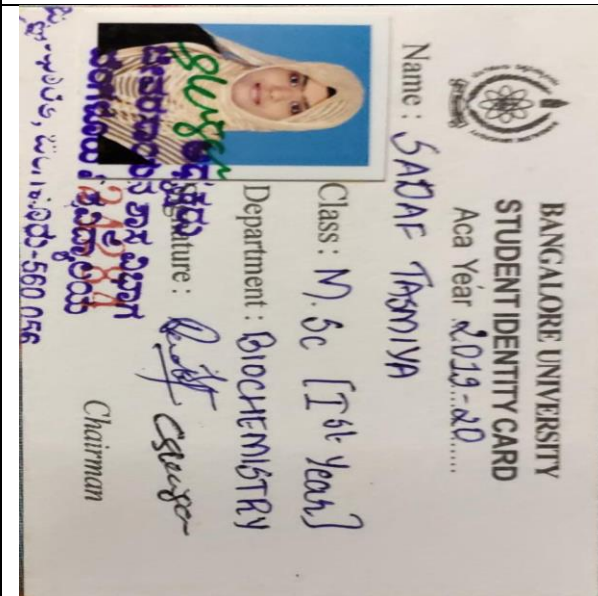 BANGALORE UNIVERSITY
STUDENT IDENTITY CARD
Aca Year 2019-20
Name : SADAF TASMIYA
Class : M.Sc [Ist Year]
Department : BIOCHEMISTRY
Signature :
Chairman
-560 056